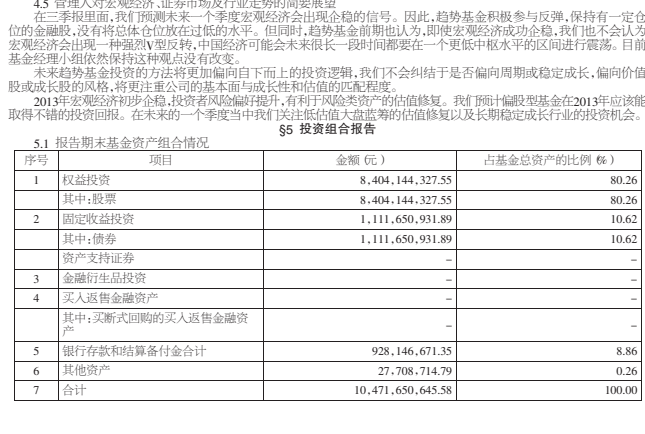 4.5 管理人对宏观经济、证券市场及行业走势的简要展望
在三季报里面，我们预测未来一个季度宏观经济会出现企稳的信号。因此，趋势基金积极参与反弹，保持有一定仓
位的金融股，没有将总体仓位放在过低的水平。但同时，趋势基金前期也认为，即使宏观经济成功企稳，我们也不会认为
宏观经济会出现一种强烈V型反转，中国经济可能会未来很长一段时间都要在一个更低中枢水平的区间进行震荡。目前
基金经理小组依然保持这种观点没有改变。
未来趋势基金投资的方法将更加偏向自下而上的投资逻辑，我们不会纠结于是否偏向周期或稳定成长，偏向价值
股或成长股的风格，将更注重公司的基本面与成长性和估值的匹配程度。
2013年宏观经济初步企稳，投资者风险偏好提升，有利于风险类资产的估值修复。我们预计偏股型基金在2013年应该能
取得不错的投资回报。在未来的一个季度当中我们关注低估值大盘蓝筹的估值修复以及长期稳定成长行业的投资机会。
§5 投资组合报告
5.1 报告期末基金资产组合情况
序号 项目 金额（元） 占基金总资产的比例（%）
1 权益投资 8,404,144,327.55 80.26
其中：股票 8,404,144,327.55 80.26
2 固定收益投资 1,111,650,931.89 10.62
其中：债券 1,111,650,931.89 10.62
资产支持证券 – –
3 金融衍生品投资 – –
4 买入返售金融资产 – –
其中：买断式回购的买入返售金融资
产 – –
5 银行存款和结算备付金合计 928,146,671.35 8.86
6 其他资产 27,708,714.79 0.26
7 合计 10,471,650,645.58 100.00